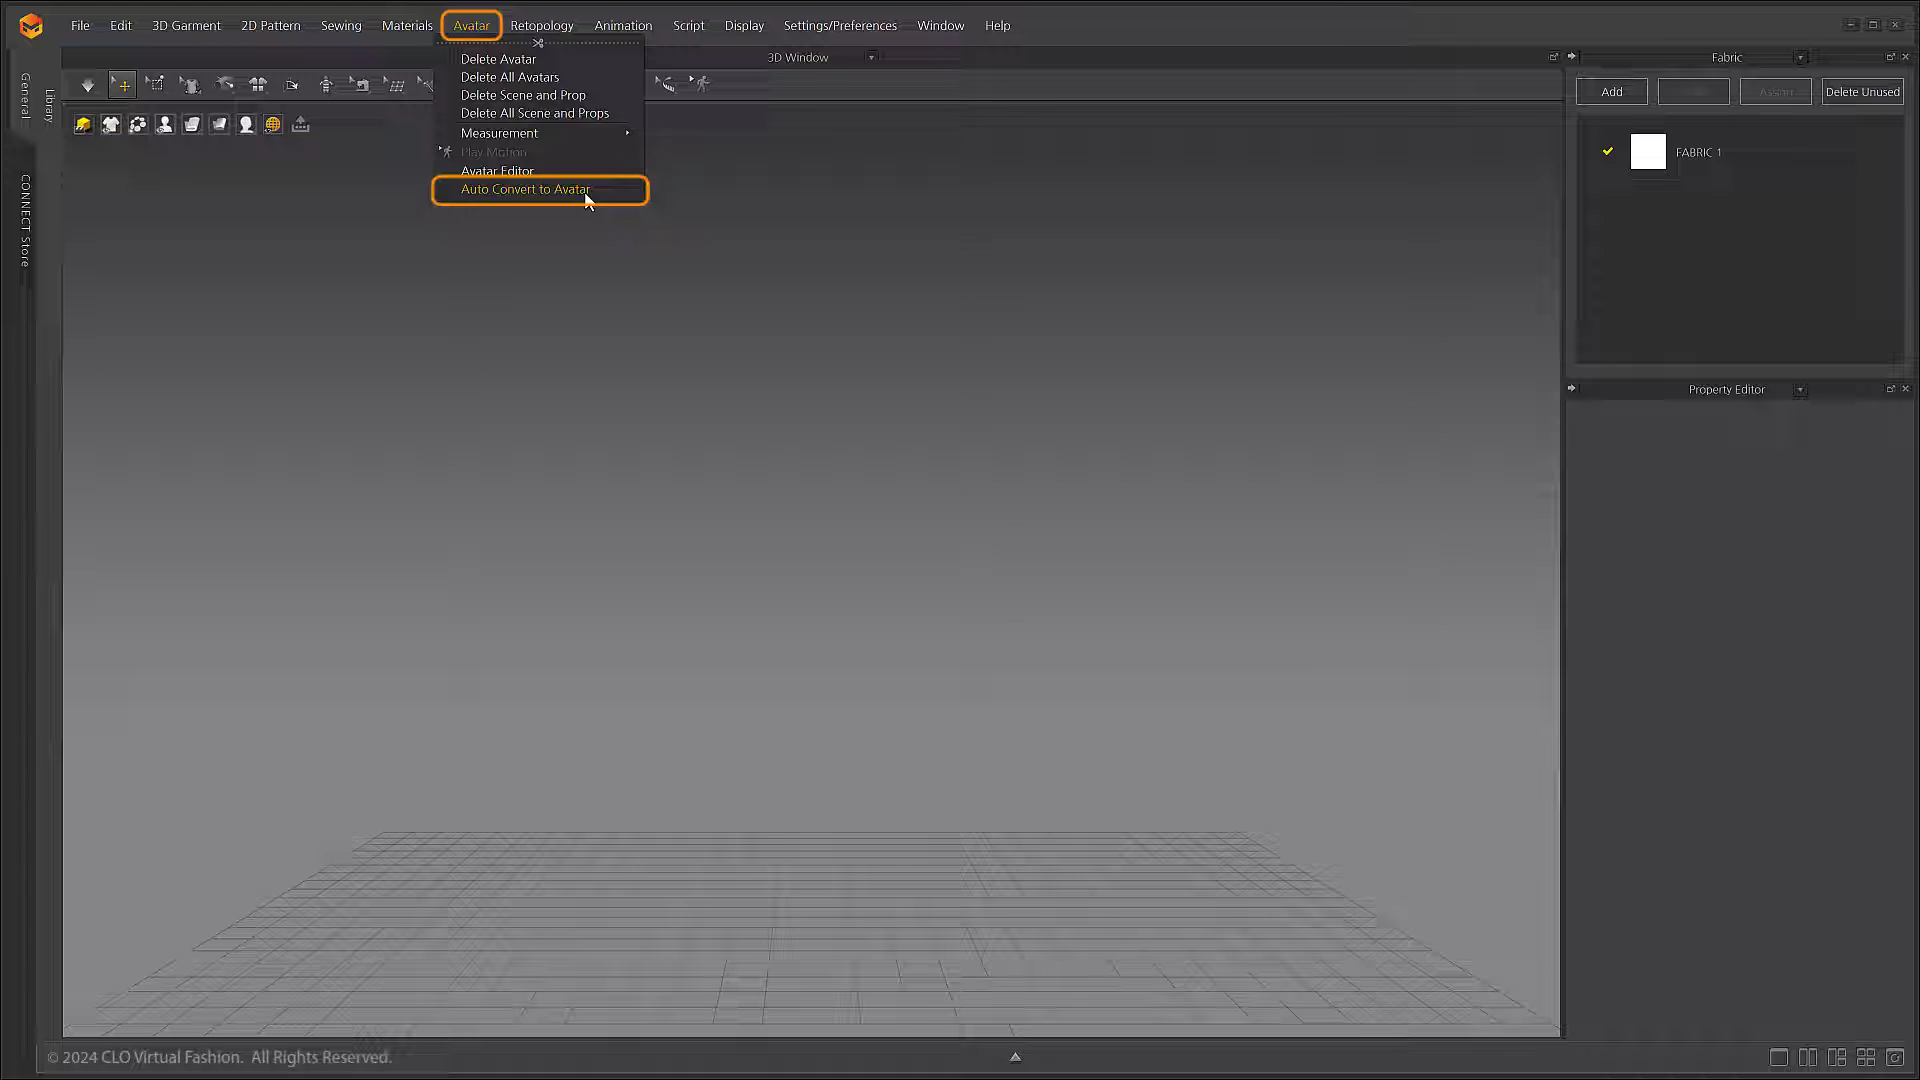 File Edit 3D Garment 2D Pattern Sewing Materials Avatar Retopology Animation Script Display Settings/Preferences Window Help
3D Window
Fabric
General
Library
CONNECT Store
Delete Avatar
Delete All Avatars
Delete Scene and Prop
Delete All Scene and Props
Measurement
Play Motion
Avatar Editor
Auto Convert to Avatar
Add
Assign
Delete Unused
FABRIC 1
Property Editor
© 2024 CLO Virtual Fashion. All Rights Reserved.